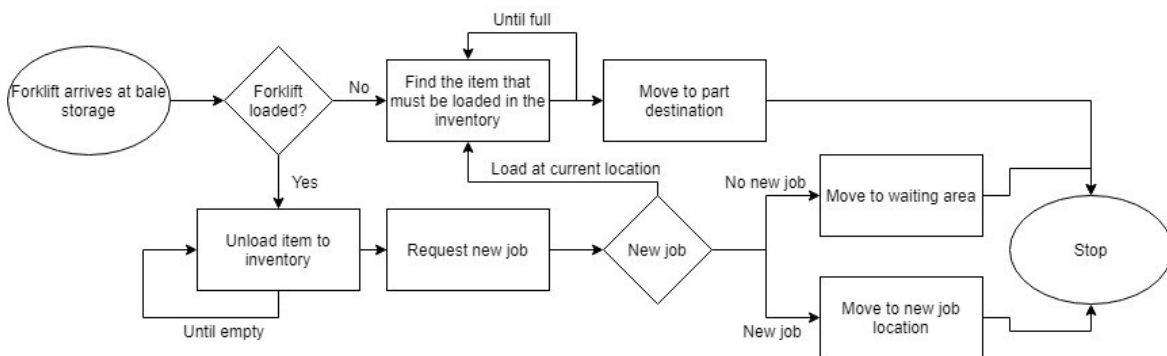 Until full
Forklift arrives at bale
storage
Forklift
loaded?
No
Find the item that
must be loaded in the
inventory
Move to part
destination
Yes
Load at current location
No new job
Move to waiting area
Unload item to
inventory
Request new job
New job
Stop
Until empty
New job
Move to new job
location